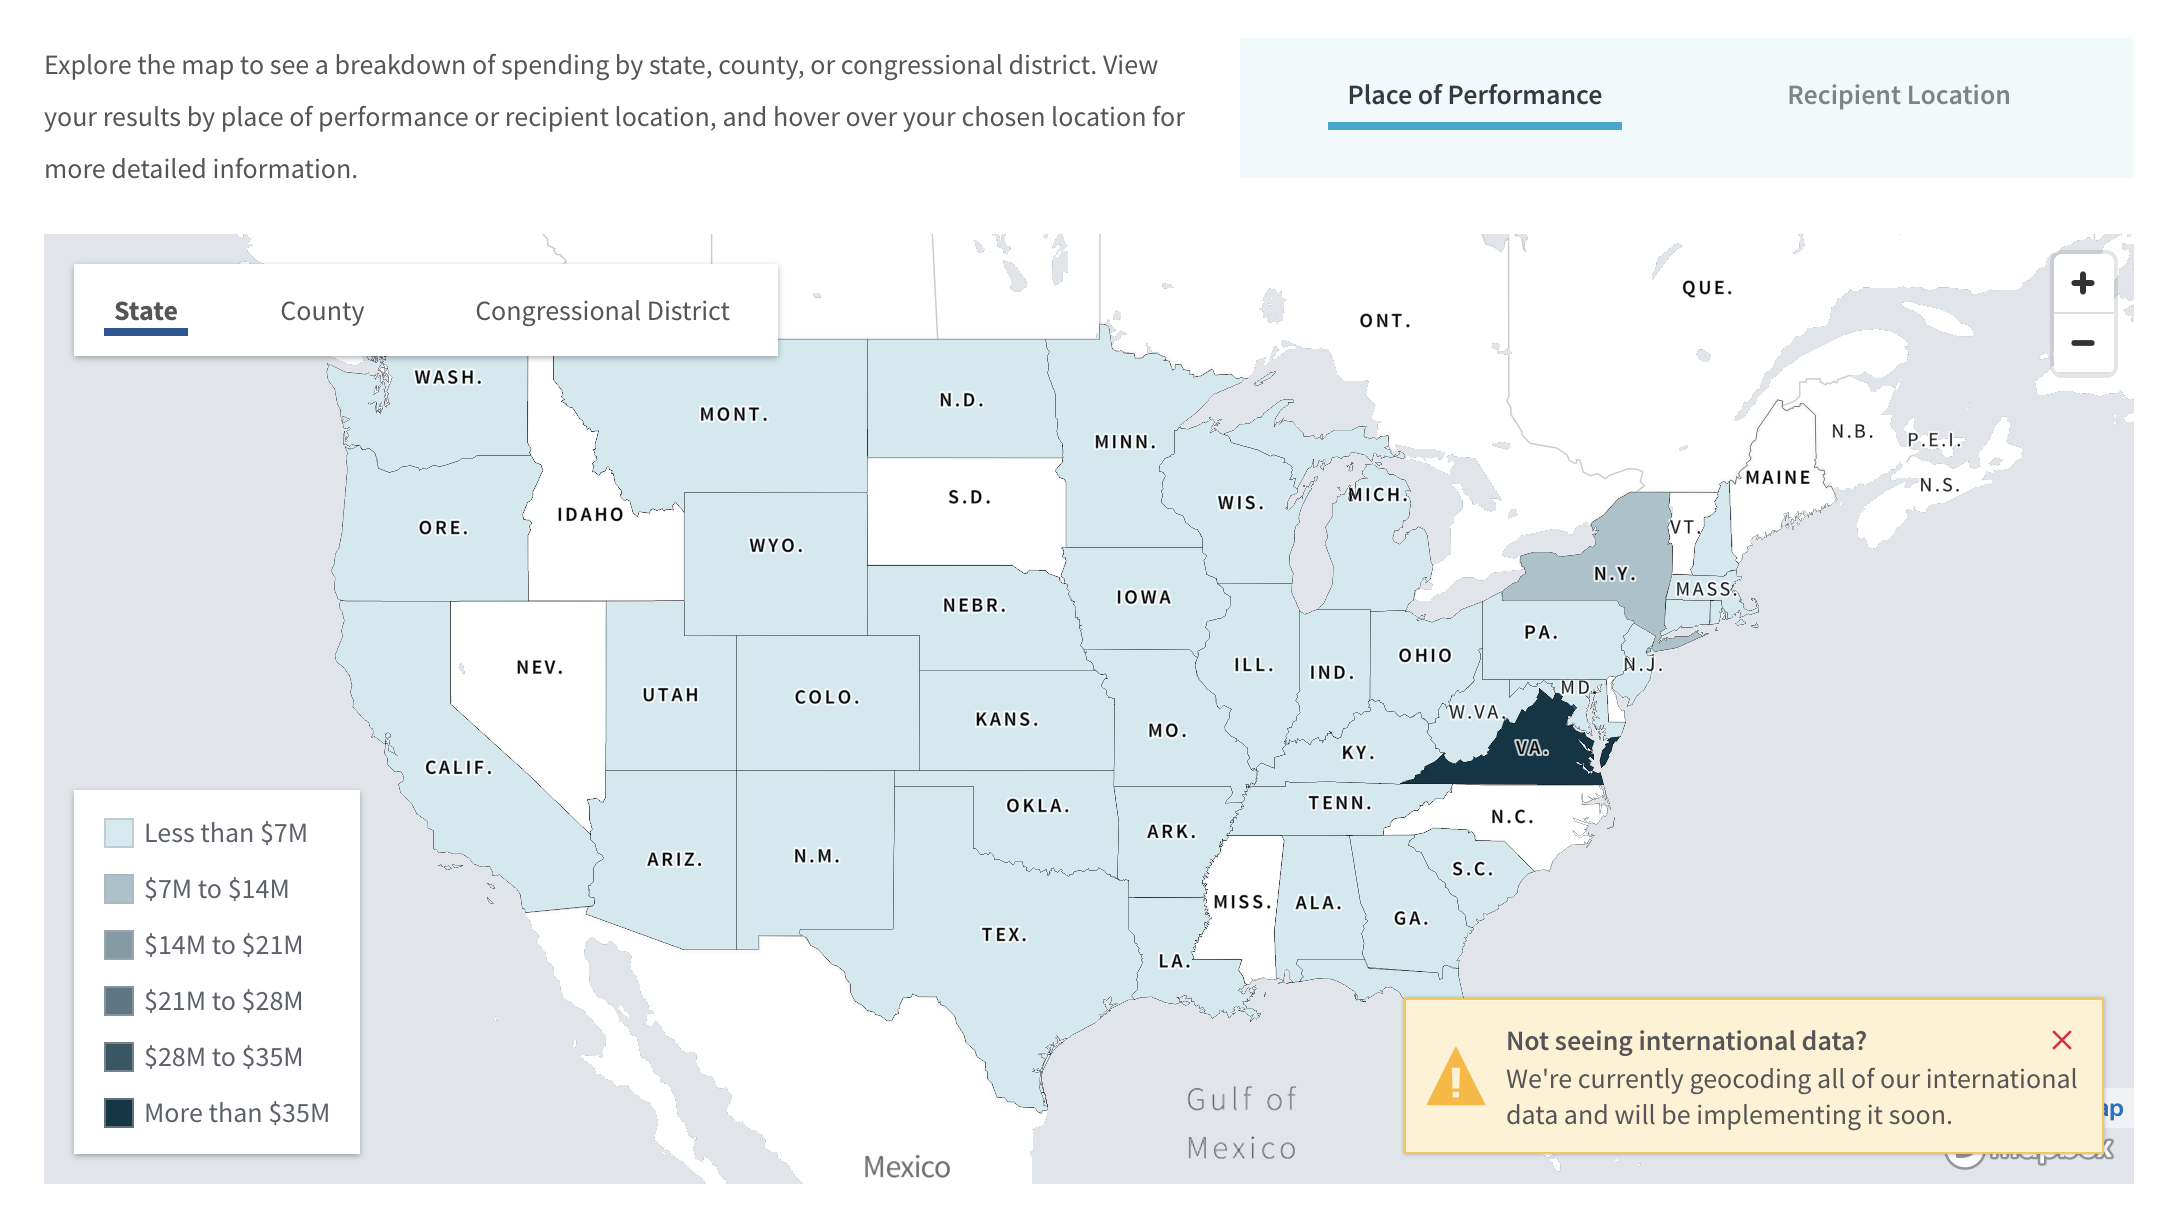 Explore the map to see a breakdown of spending by state, county, or congressional district. View
your results by place of performance or recipient location, and hover over your chosen location for
more detailed information.
Place of Performance
Recipient Location
State
County
Congressional District
QUE.
ONT.
WASH.
MONT.
N.D.
MINN.
N.B.
P.E.I.
MAINE
N.S.
ORE.
IDAHO
S.D.
WIS.
MICH.
VT.
WYO.
N.Y.
MASS.
IOWA
NEBR.
PA.
NEV.
UTAH
COLO.
ILL.
IND.
OHIO
N.J.
MD.
KANS.
MO.
W.VA.
KY.
VA.
CALIF.
OKLA.
TENN.
N.C.
ARIZ.
N.M.
ARK.
S.C.
MISS.
ALA.
GA.
TEX.
LA.
Less than $7M
$7M to $14M
$14M to $21M
$21M to $28M
$28M to $35M
More than $35M
Gulf of
Mexico
Mexico
Not seeing international data?
We're currently geocoding all of our international
data and will be implementing it soon.